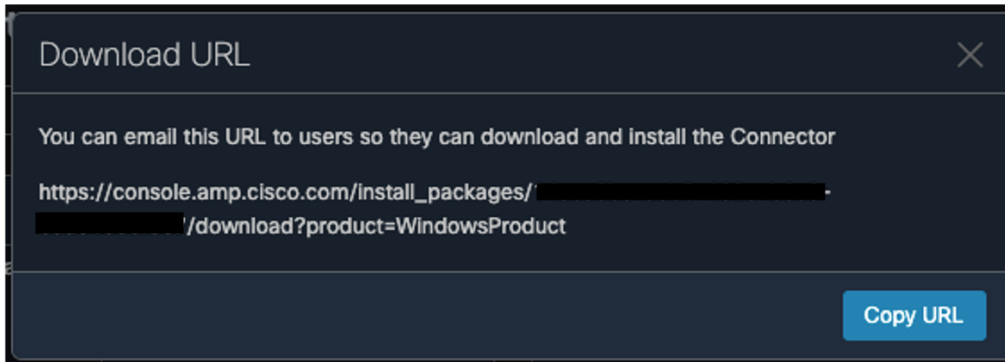 Download URL
You can email this URL to users so they can download and install the Connector
https://console.amp.cisco.com/install_packages/
/download?product=WindowsProduct
Copy URL